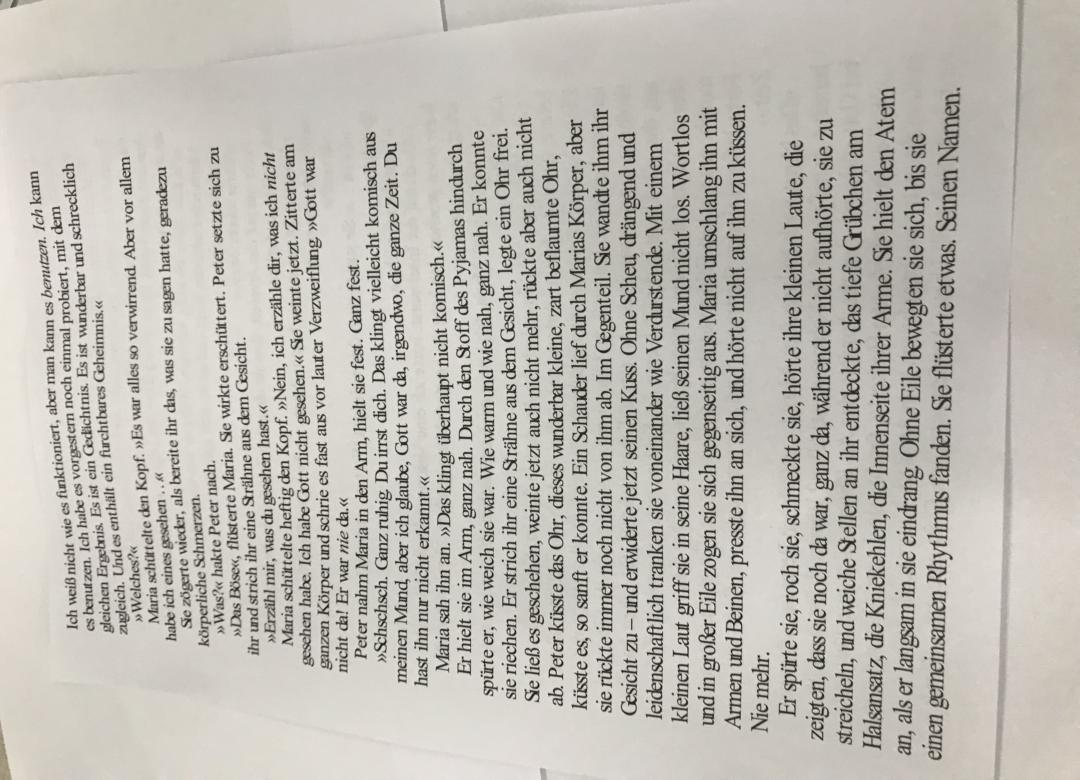 Ich weiß nicht wie es funktioniert, aber man kann es benutzen. Ich kann
es benutzen. Ich habe es vorgestern noch einmal probiert, mit dem
gleichen Ergebnis. Es ist ein Gedächtnis. Es ist wunderbar und schrecklich
zugleich. Und es enthält ein furchtbares Geheimnis.«
»Welches?«
Maria schüttelte den Kopf. »Es war alles so verwirrend. Aber vor allem
habe ich eines gesehen ...«
Sie zögerte wieder, als bereite ihr das, was sie zu sagen hatte, geradezu
körperliche Schmerzen.
»Was?« hakte Peter nach.
»Das Böse«, flüsterte Maria. Sie wirkte erschüttert. Peter setzte sich zu
ihr und strich ihr eine Strähne aus dem Gesicht.
»Erzähl mir, was du gesehen hast.«
Maria schüttelte heftig den Kopf. »Nein, ich erzähle dir, was ich nicht
gesehen habe. Ich habe Gott nicht gesehen.« Sie weinte jetzt. Zitterte am
ganzen Körper und schrie es fast aus vor lauter Verzweiflung. »Gott war
nicht da! Er war nie da.«
Peter nahm Maria in den Arm, hielt sie fest. Ganz fest.
»Schschsch. Ganz ruhig. Du irrst dich. Das klingt vielleicht komisch aus
meinen Mund, aber ich glaube, Gott war da, irgendwo, die ganze Zeit. Du
hast ihn nur nicht erkannt.«
Maria sah ihn an. »Das klingt überhaupt nicht komisch.«
Er hielt sie im Arm, ganz nah. Durch den Stoff des Pyjamas hindurch
spürte er, wie weich sie war. Wie warm und wie nah, ganz nah. Er konnte
sie riechen. Er strich ihr eine Strähne aus dem Gesicht, legte ein Ohr frei.
Sie ließ es geschehen, weinte jetzt auch nicht mehr, rückte aber auch nicht
ab. Peter küsste das Ohr, dieses wunderbar kleine, zart beflaumte Ohr,
küsste es, so sanft er konnte. Ein Schauder lief durch Marias Körper, aber
sie rückte immer noch nicht von ihm ab. Im Gegenteil. Sie wandte ihm ihr
Gesicht zu – und erwiderte jetzt seinen Kuss. Ohne Scheu, drängend und
leidenschaftlich tranken sie voneinander wie Verdurstende. Mit einem
kleinen Laut griff sie in seine Haare, ließ seinen Mund nicht los. Wortlos
und in großer Eile zogen sie sich gegenseitig aus. Maria umschlang ihn mit
Armen und Beinen, presste ihn an sich, und hörte nicht auf ihn zu küssen.
Nie mehr.
Er spürte sie, roch sie, schmeckte sie, hörte ihre kleinen Laute, die
zeigten, dass sie noch da war, ganz da, während er nicht aufhörte, sie zu
streicheln, und weiche Stellen an ihr entdeckte, das tiefe Grübchen am
Halsansatz, die Kniekehlen, die Innenseite ihrer Arme. Sie hielt den Atem
an, als er langsam in sie eindrang. Ohne Eile bewegten sie sich, bis sie
einen gemeinsamen Rhythmus fanden. Sie flüsterte etwas. Seinen Namen.